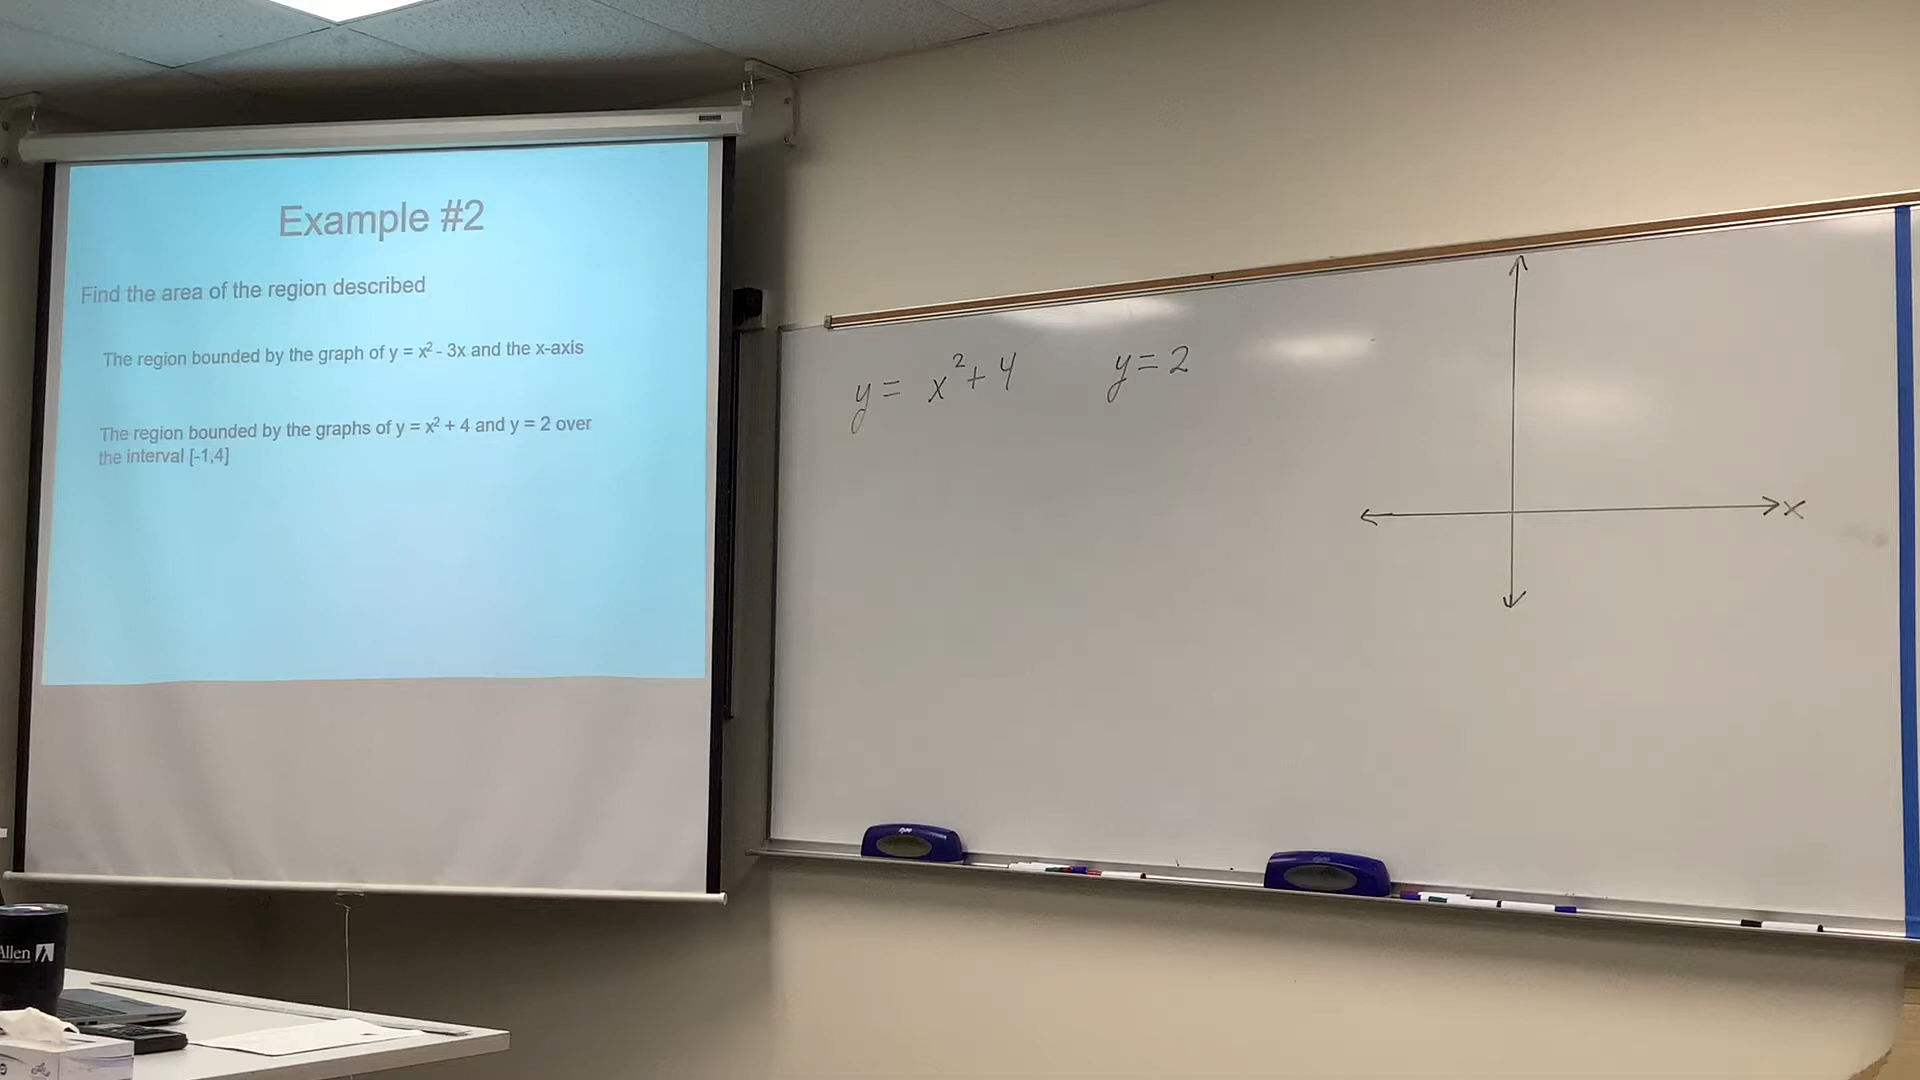 Example #2
Find the area of the region described
The region bounded by the graph of y = x² - 3x and the x-axis
The region bounded by the graphs of y = x² + 4 and y = 2 over
the interval [-1,4]
y = x² + 4 y = 2
x
Allen